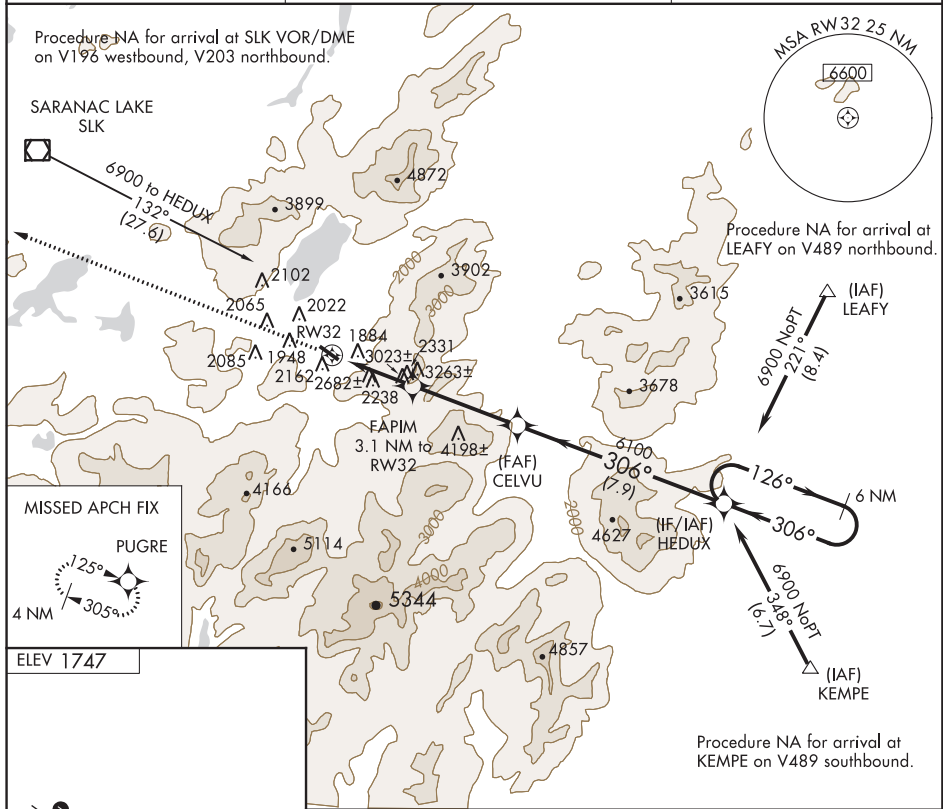 Procedure NA for arrival at SLK VOR/DME
on V196 westbound, V203 northbound.
MSA RW32 25 NM
6600
SARANAC LAKE
SLK
6900 to HEDUX
132°
(27.6)
4872
3899
Procedure NA for arrival at
LEAFY on V489 northbound.
2102
2000
3902
3000
3615
(IAF)
LEAFY
6900 NoPT
221°
(8.4)
2065
2022
RW32
1884
2331
2085
1948
3023±
3263±
2162
2682±
2238
3678
FAPIM
3.1 NM to
RW32
4198±
(FAF)
CELVU
6100
306°
(7.9)
126°
6 NM
306°
2000
4627
(IF/IAF)
HEDUX
4166
MISSED APCH FIX
PUGRE
125°
305°
4 NM
5114
3000
4000
5344
6900 NoPT
348°
(6.7)
4857
(IAF)
KEMPE
ELEV 1747
Procedure NA for arrival at
KEMPE on V489 southbound.